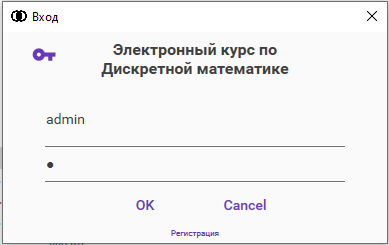 Вход
Электронный курс по
Дискретной математике
admin
●
OK Cancel
Регистрация